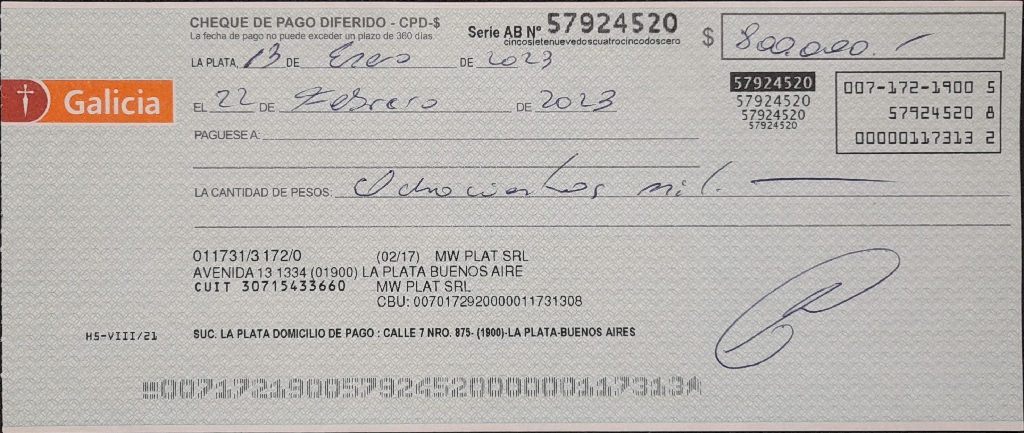 CHEQUE DE PAGO DIFERIDO - CPD-$
La fecha de pago no puede exceder un plazo de 360 días
Serie AB Nº 57924520
cincosietenuevedoscuatrocincodoscero
$ 800.000.-
LA PLATA, 13 DE Enero DE 2023
Galicia
EL 22 DE Febrero DE 2023
57924520
57924520
57924520
57924520
007-172-1900 5
57924520 8
00000117313 2
PAGUESE A:
LA CANTIDAD DE PESOS: Ochocientos mil.
011731/3 172/0 (02/17) MW PLAT SRL
AVENIDA 13 1334 (01900) LA PLATA BUENOS AIRE
CUIT 30715433660 MW PLAT SRL
CBU: 0070172920000011731308
HS-VIII/21
SUC. LA PLATA DOMICILIO DE PAGO : CALLE 7 NRO. 875- (1900)-LA PLATA-BUENOS AIRES
00717219005792452000000117313